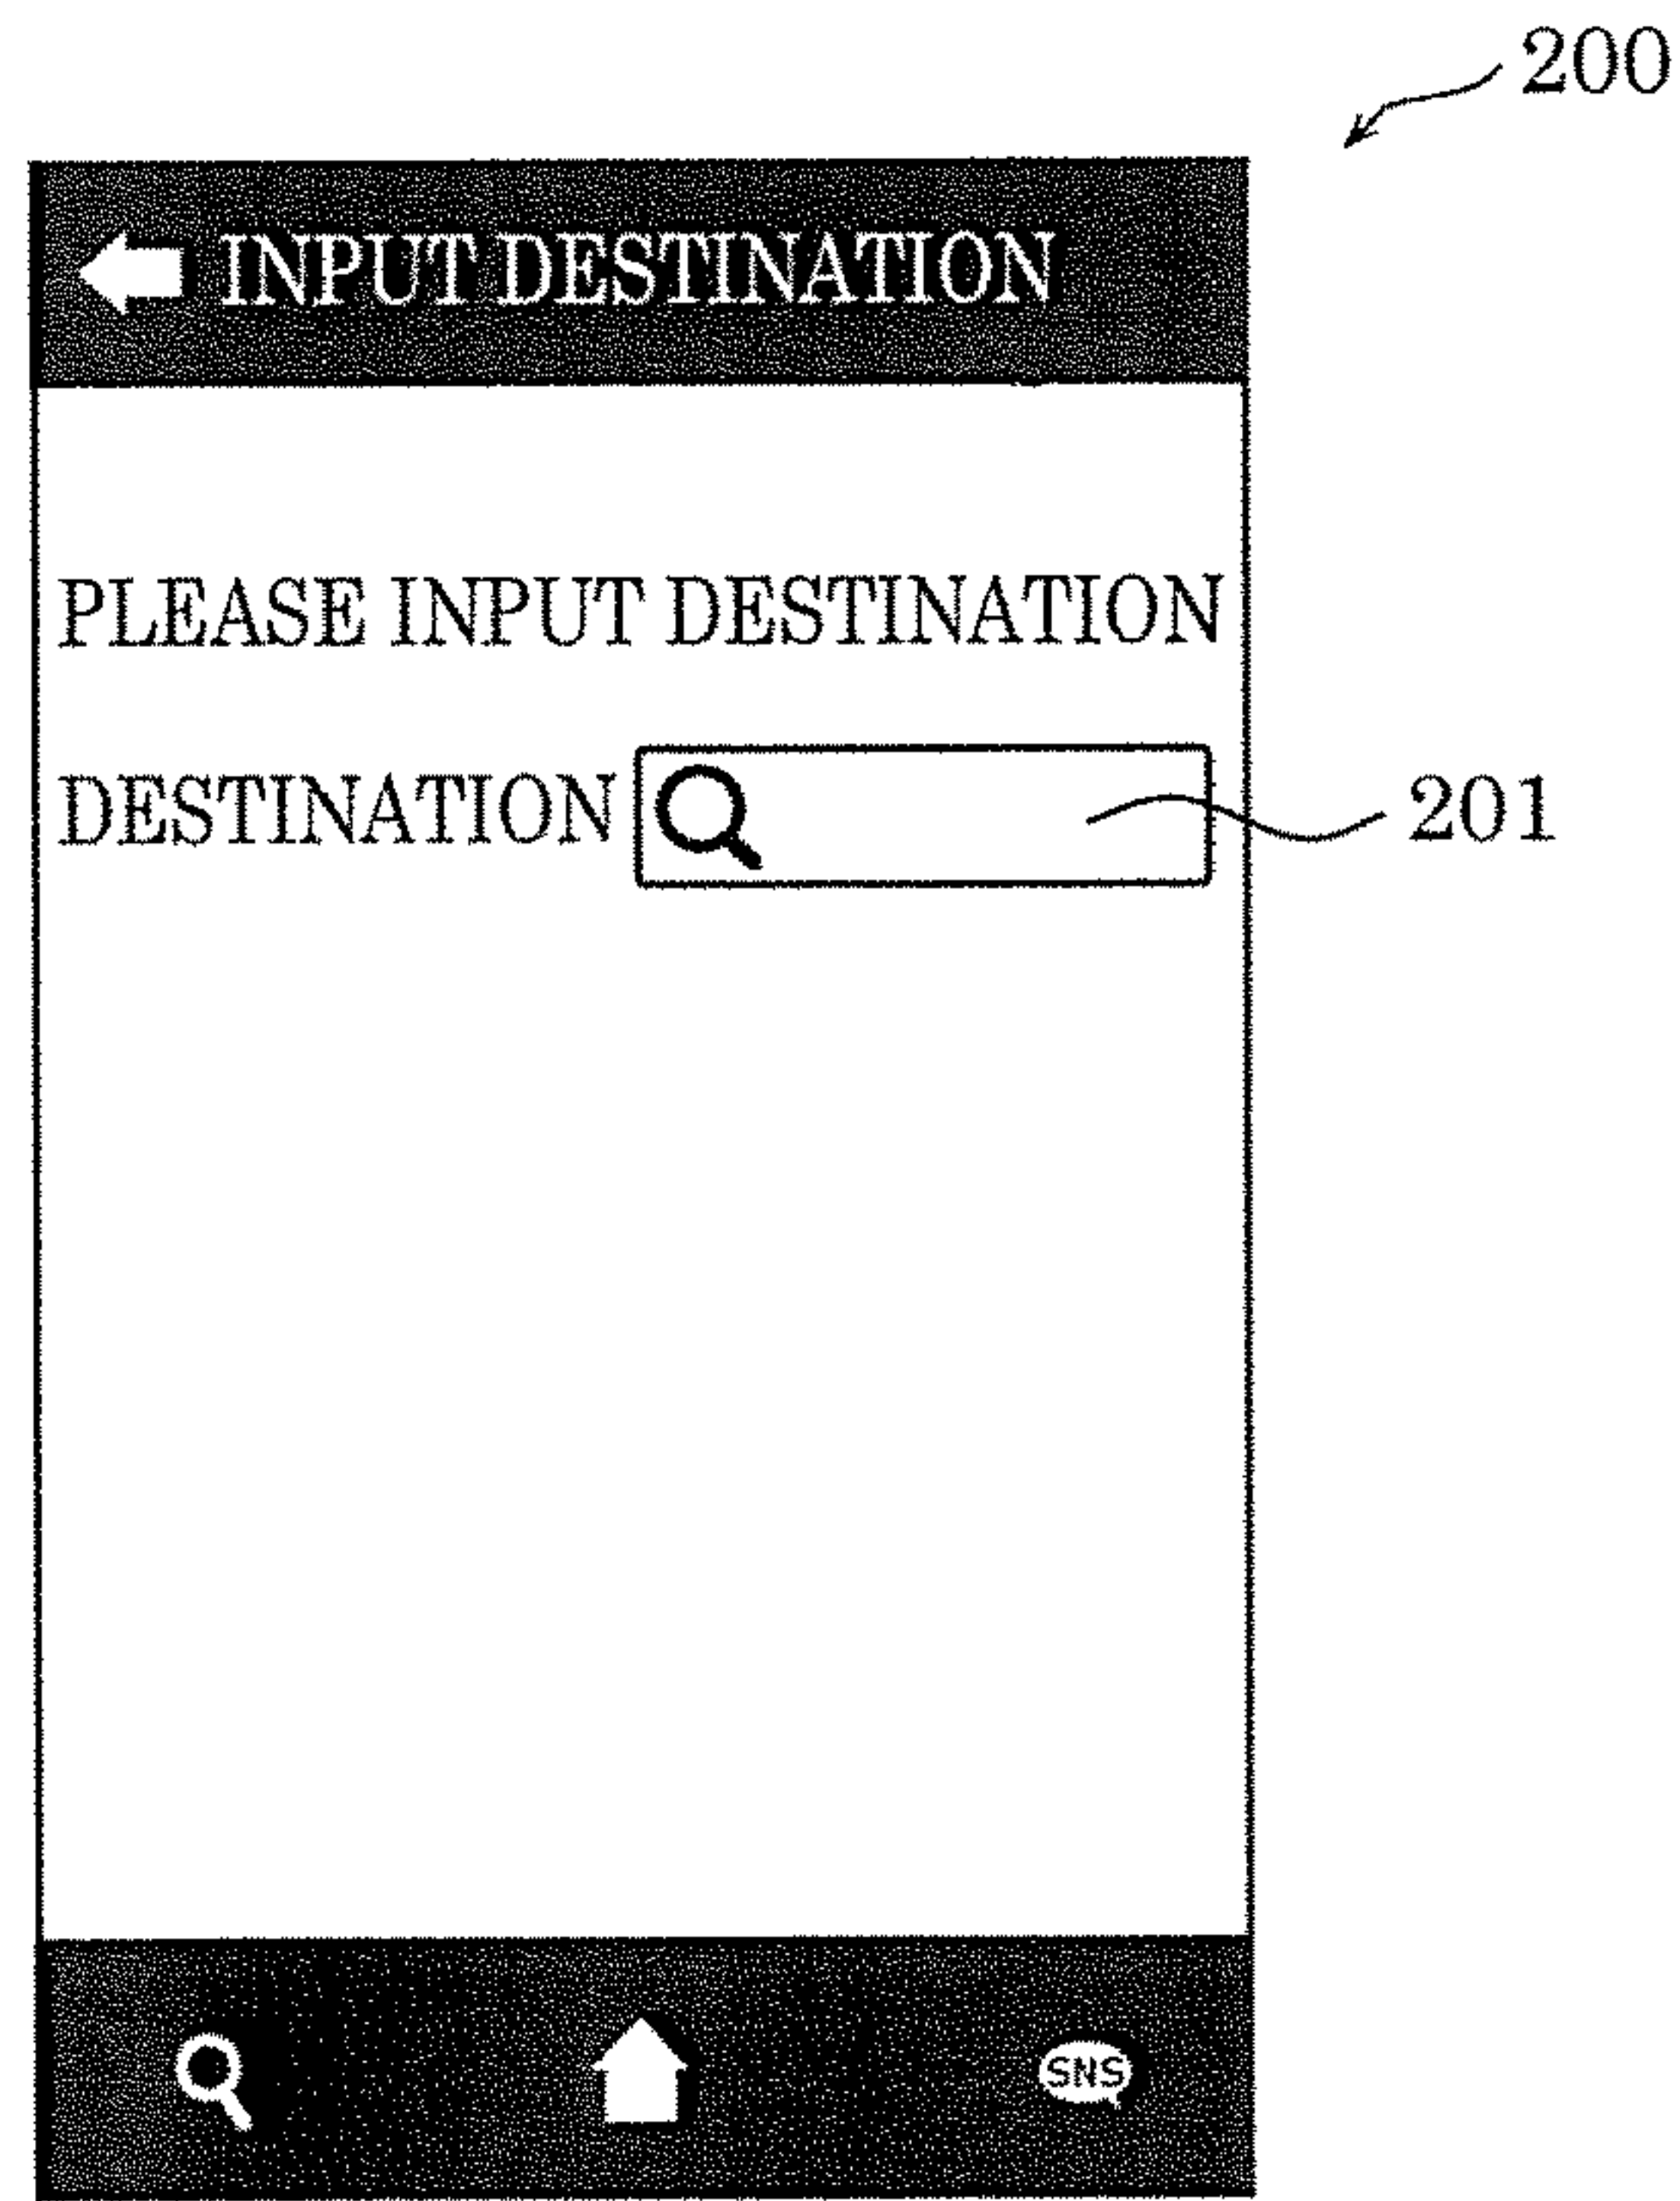 200
INPUT DESTINATION
PLEASE INPUT DESTINATION
DESTINATION
201
SNS